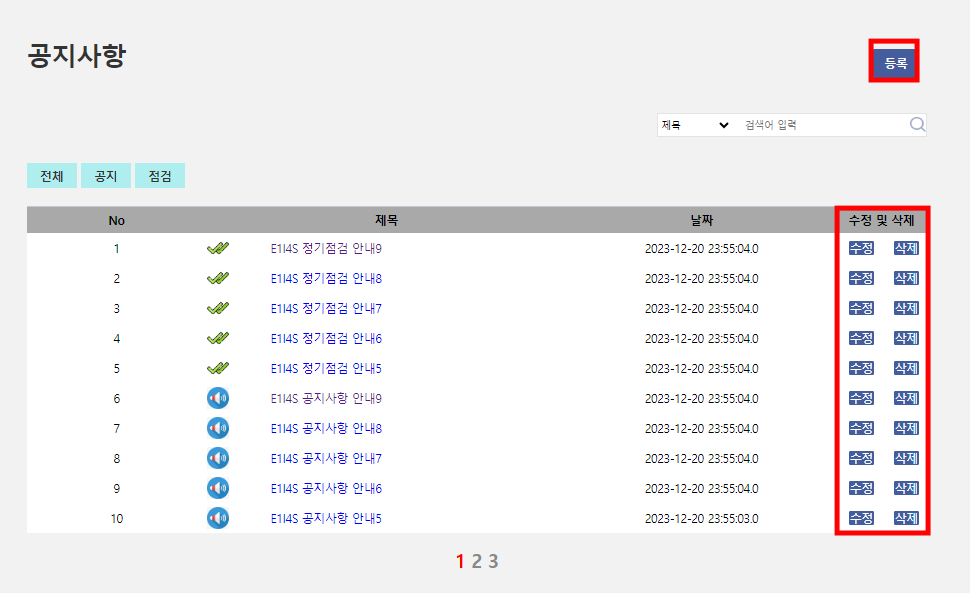 공지사항
등록
제목 검색어 입력
전체 공지 점검
No 제목 날짜 수정 및 삭제
1 E1I4S 정기점검 안내9 2023-12-20 23:55:04.0 수정 삭제
2 E1I4S 정기점검 안내8 2023-12-20 23:55:04.0 수정 삭제
3 E1I4S 정기점검 안내7 2023-12-20 23:55:04.0 수정 삭제
4 E1I4S 정기점검 안내6 2023-12-20 23:55:04.0 수정 삭제
5 E1I4S 정기점검 안내5 2023-12-20 23:55:04.0 수정 삭제
6 E1I4S 공지사항 안내9 2023-12-20 23:55:04.0 수정 삭제
7 E1I4S 공지사항 안내8 2023-12-20 23:55:04.0 수정 삭제
8 E1I4S 공지사항 안내7 2023-12-20 23:55:04.0 수정 삭제
9 E1I4S 공지사항 안내6 2023-12-20 23:55:04.0 수정 삭제
10 E1I4S 공지사항 안내5 2023-12-20 23:55:03.0 수정 삭제
1 2 3